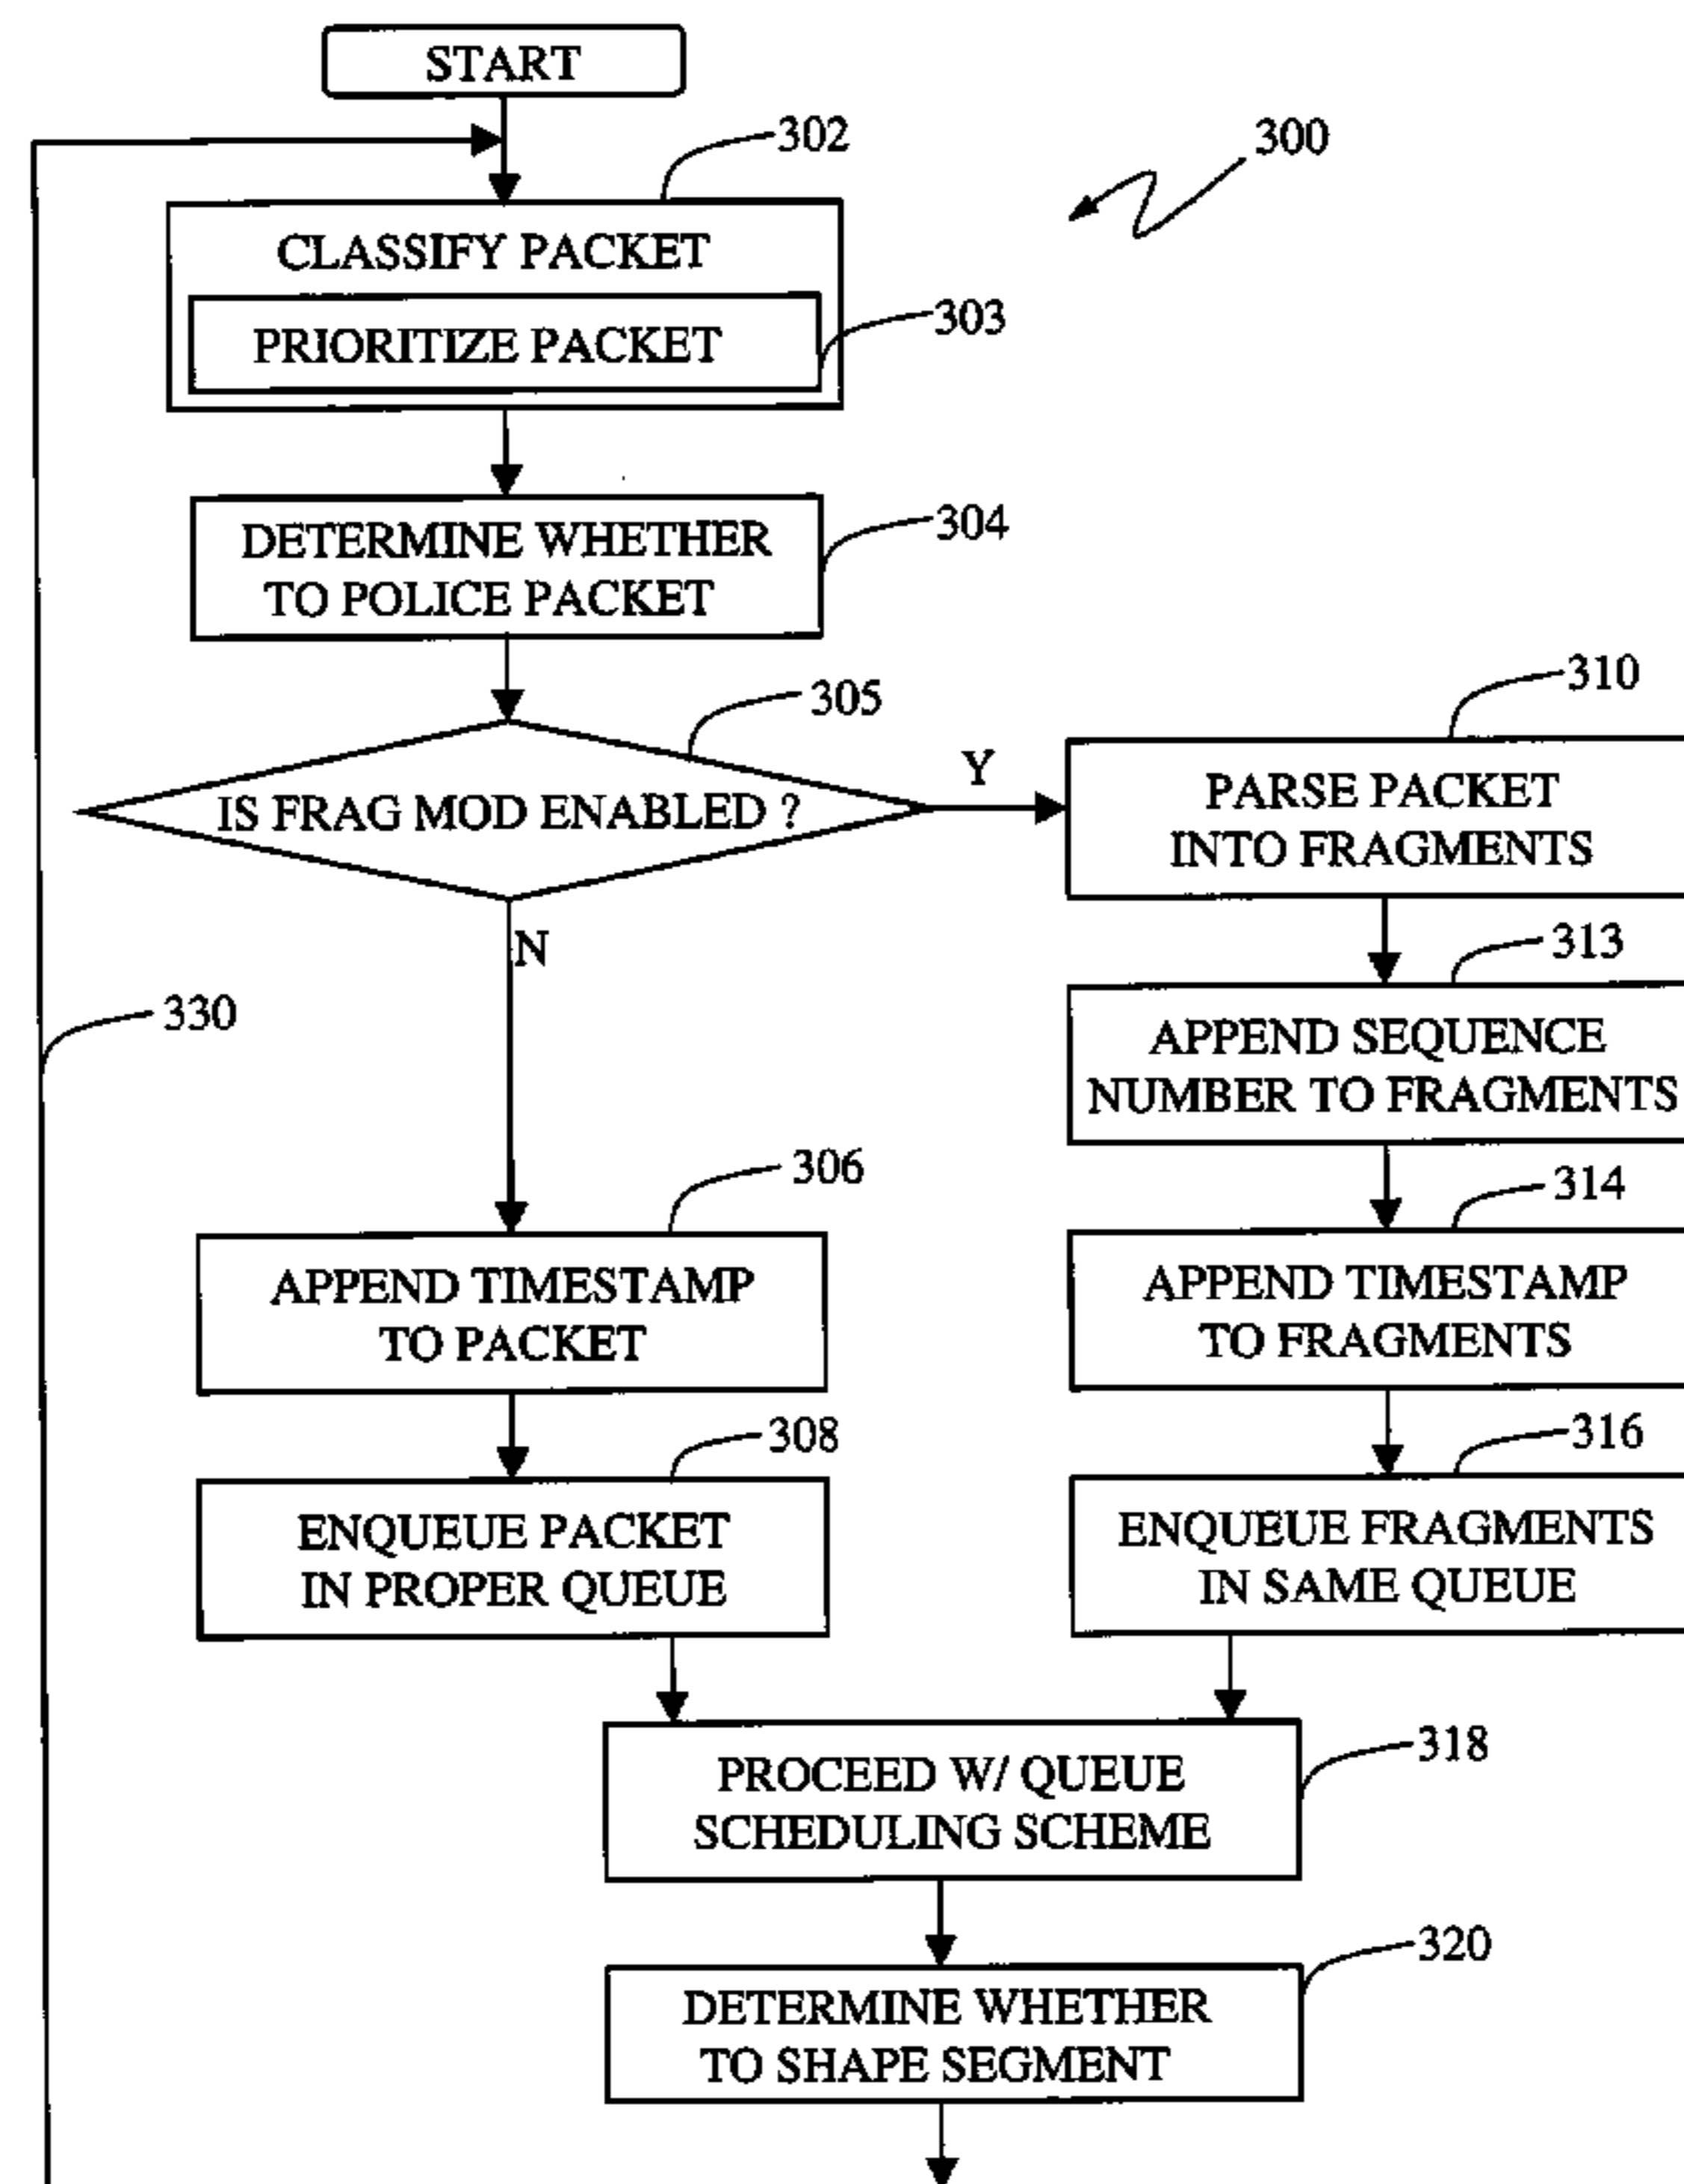 START
302
300
CLASSIFY PACKET
PRIORITIZE PACKET
303
DETERMINE WHETHER
TO POLICE PACKET
304
305
IS FRAG MOD ENABLED ?
Y
N
310
PARSE PACKET
INTO FRAGMENTS
313
APPEND SEQUENCE
NUMBER TO FRAGMENTS
330
306
APPEND TIMESTAMP
TO PACKET
314
APPEND TIMESTAMP
TO FRAGMENTS
308
ENQUEUE PACKET
IN PROPER QUEUE
316
ENQUEUE FRAGMENTS
IN SAME QUEUE
PROCEED W/ QUEUE
SCHEDULING SCHEME
318
320
DETERMINE WHETHER
TO SHAPE SEGMENT